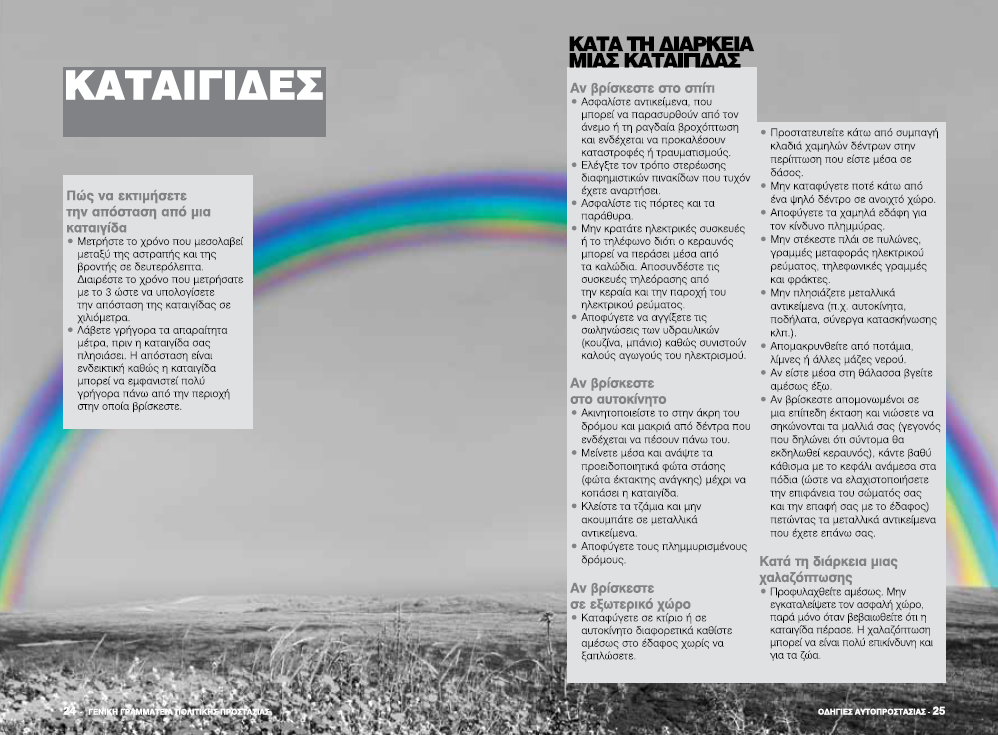 ΚΑΤΑΙΓΙΔΕΣ
Πώς να εκτιμήσετε
την απόσταση από μια
καταιγίδα
• Μετρήστε το χρόνο που μεσολαβεί
μεταξύ της αστραπής και της
βροντής σε δευτερόλεπτα.
Διαιρέστε το χρόνο που μετρήσατε
με το 3 ώστε να υπολογίσετε
την απόσταση της καταιγίδας σε
χιλιόμετρα.
• Λάβετε γρήγορα τα απαραίτητα
μέτρα, πριν η καταιγίδα σας
πλησιάσει. Η απόσταση είναι
ενδεικτική καθώς η καταιγίδα
μπορεί να εμφανιστεί πολύ
γρήγορα πάνω από την περιοχή
στην οποία βρίσκεστε.
24 - ΓΕΝΙΚΗ ΓΡΑΜΜΑΤΕΙΑ ΠΟΛΙΤΙΚΗΣ ΠΡΟΣΤΑΣΙΑΣ
ΚΑΤΑ ΤΗ ΔΙΑΡΚΕΙΑ
ΜΙΑΣ ΚΑΤΑΙΓΙΔΑΣ
Αν βρίσκεστε στο σπίτι
• Ασφαλίστε αντικείμενα, που
μπορεί να παρασυρθούν από τον
άνεμο ή τη ραγδαία βροχόπτωση
και ενδέχεται να προκαλέσουν
καταστροφές ή τραυματισμούς.
• Ελέγξτε τον τρόπο στερέωσης
διαφημιστικών πινακίδων που τυχόν
έχετε αναρτήσει.
• Ασφαλίστε τις πόρτες και τα
παράθυρα.
• Μην κρατάτε ηλεκτρικές συσκευές
ή το τηλέφωνο διότι ο κεραυνός
μπορεί να περάσει μέσα από
τα καλώδια. Αποσυνδέστε τις
συσκευές τηλεόρασης από
την κεραία και την παροχή του
ηλεκτρικού ρεύματος.
• Αποφύγετε να αγγίξετε τις
σωληνώσεις των υδραυλικών
(κουζίνα, μπάνιο) καθώς συνιστούν
καλούς αγωγούς του ηλεκτρισμού.
Αν βρίσκεστε
στο αυτοκίνητο
• Ακινητοποιείστε το στην άκρη του
δρόμου και μακριά από δέντρα που
ενδέχεται να πέσουν πάνω του.
• Μείνετε μέσα και ανάψτε τα
προειδοποιητικά φώτα στάσης
(φώτα έκτακτης ανάγκης) μέχρι να
κοπάσει η καταιγίδα.
• Κλείστε τα τζάμια και μην
ακουμπάτε σε μεταλλικά
αντικείμενα.
• Αποφύγετε τους πλημμυρισμένους
δρόμους.
Αν βρίσκεστε
σε εξωτερικό χώρο
• Καταφύγετε σε κτίριο ή σε
αυτοκίνητο διαφορετικά καθίστε
αμέσως στο έδαφος χωρίς να
ξαπλώσετε.
• Προστατευτείτε κάτω από συμπαγή
κλαδιά χαμηλών δέντρων στην
περίπτωση που είστε μέσα σε
δάσος.
• Μην καταφύγετε ποτέ κάτω από
ένα ψηλό δέντρο σε ανοιχτό χώρο.
• Αποφύγετε τα χαμηλά εδάφη για
τον κίνδυνο πλημμύρας.
• Μην στέκεστε πλάι σε πυλώνες,
γραμμές μεταφοράς ηλεκτρικού
ρεύματος, τηλεφωνικές γραμμές
και φράκτες.
• Μην πλησιάζετε μεταλλικά
αντικείμενα (π.χ. αυτοκίνητα,
ποδήλατα, σύνεργα κατασκήνωσης
κλπ.).
• Απομακρυνθείτε από ποτάμια,
λίμνες ή άλλες μάζες νερού.
• Αν είστε μέσα στη θάλασσα βγείτε
αμέσως έξω.
• Αν βρίσκεστε απομονωμένοι σε
μια επίπεδη έκταση και νιώσετε να
σηκώνονται τα μαλλιά σας (γεγονός
που δηλώνει ότι σύντομα θα
εκδηλωθεί κεραυνός), κάντε βαθύ
κάθισμα με το κεφάλι ανάμεσα στα
πόδια (ώστε να ελαχιστοποιήσετε
την επιφάνεια του σώματός σας
και την επαφή σας με το έδαφος)
πετώντας τα μεταλλικά αντικείμενα
που έχετε επάνω σας.
Κατά τη διάρκεια μιας
χαλαζόπτωσης
• Προφυλαχθείτε αμέσως. Μην
εγκαταλείψετε τον ασφαλή χώρο,
παρά μόνο όταν βεβαιωθείτε ότι η
καταιγίδα πέρασε. Η χαλαζόπτωση
μπορεί να είναι πολύ επικίνδυνη και
για τα ζώα.
ΟΔΗΓΙΕΣ ΑΥΤΟΠΡΟΣΤΑΣΙΑΣ - 25